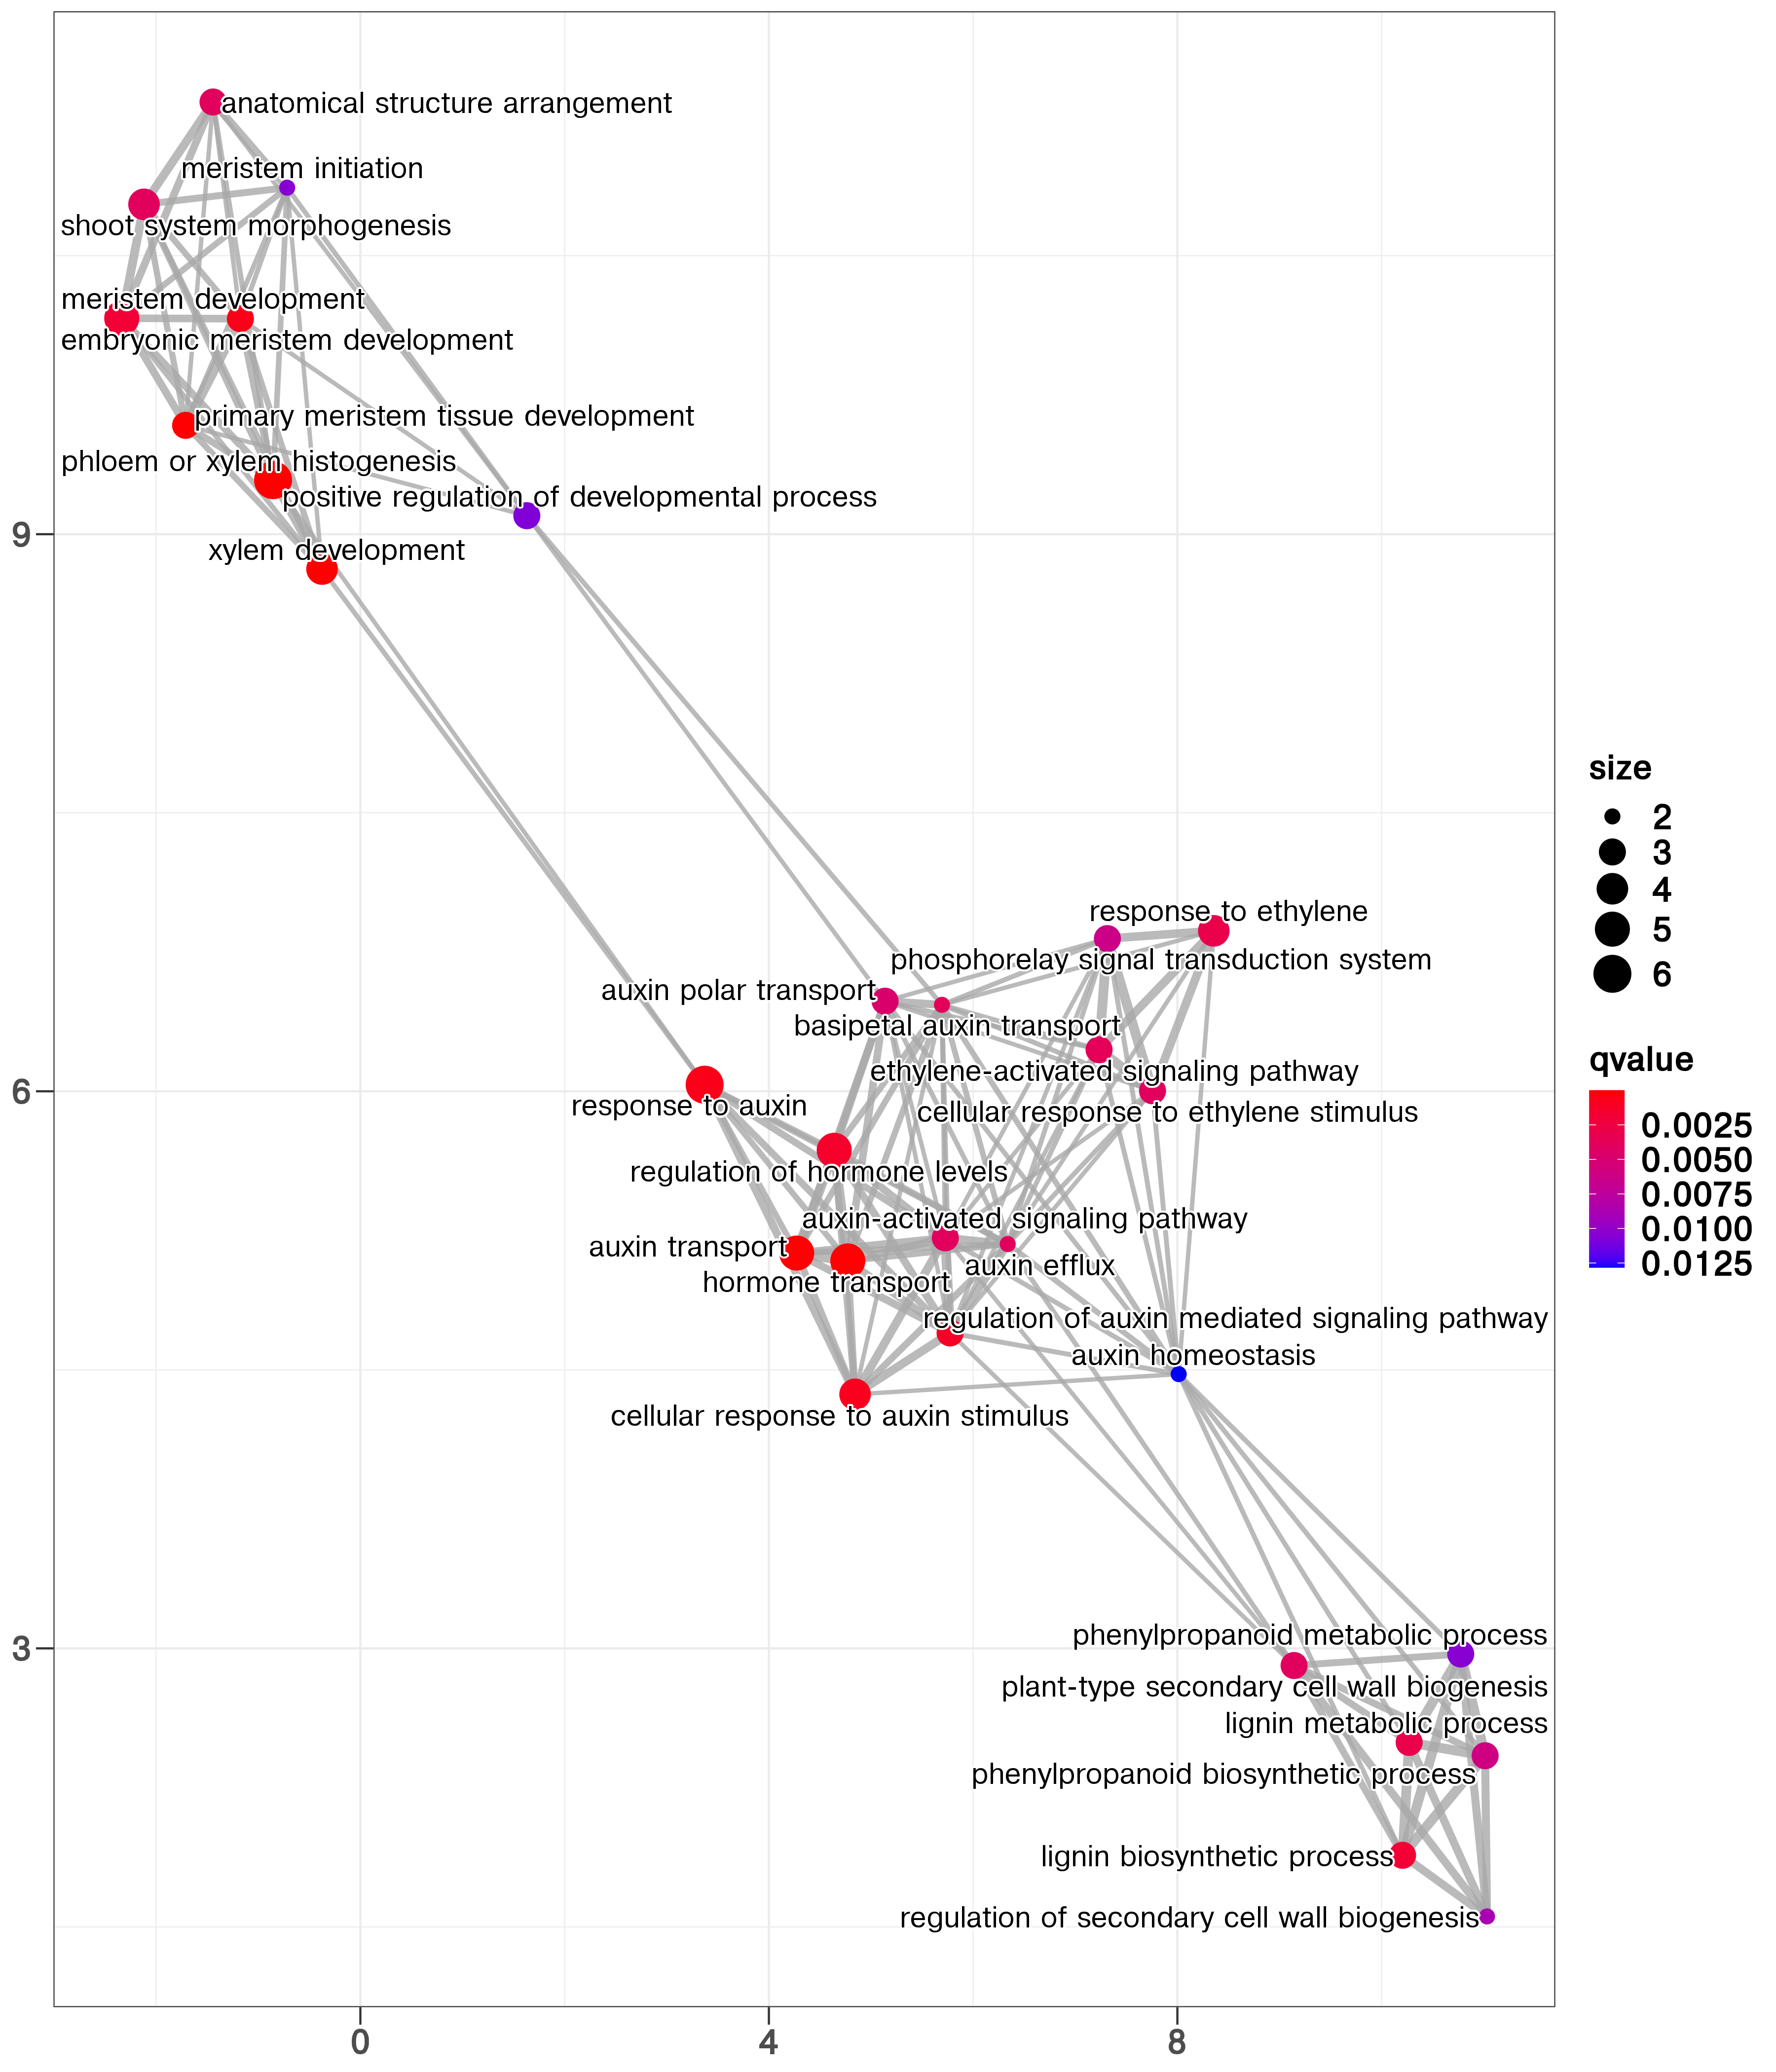 anatomical structure arrangement
meristem initiation
shoot system morphogenesis
meristem development
embryonic meristem development
primary meristem tissue development
phloem or xylem histogenesis
positive regulation of developmental process
xylem development
response to ethylene
phosphorelay signal transduction system
auxin polar transport
basipetal auxin transport
ethylene-activated signaling pathway
response to auxin
cellular response to ethylene stimulus
regulation of hormone levels
auxin-activated signaling pathway
auxin transport
auxin efflux
hormone transport
regulation of auxin mediated signaling pathway
auxin homeostasis
cellular response to auxin stimulus
phenylpropanoid metabolic process
plant-type secondary cell wall biogenesis
lignin metabolic process
phenylpropanoid biosynthetic process
lignin biosynthetic process
regulation of secondary cell wall biogenesis
9
6
3
0
4
8
size
2
3
4
5
6
qvalue
0.0025
0.0050
0.0075
0.0100
0.0125